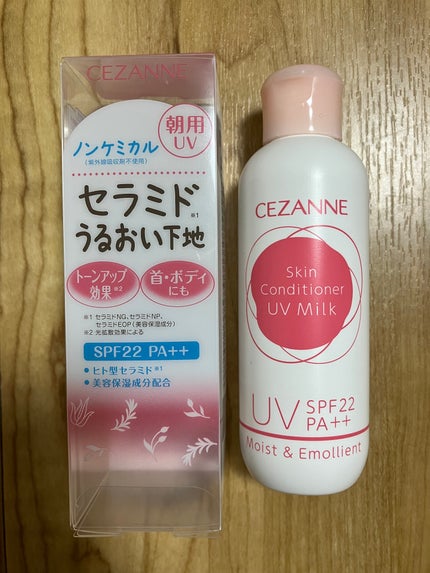 CEZANNE
朝用
UV
ノンケミカル
(紫外線吸収剤不使用)
セラミド※1
うるおい下地
トーンアップ
効果※2
首・ボディ
にも
※1 セラミドNG、セラミドNP、
セラミドEOP(美容保湿成分)
※2 光拡散効果による
SPF22 PA++
・ヒト型セラミド※1
・美容保湿成分配合
CEZANNE
Skin
Conditioner
UV Milk
UV SPF22
PA++
Moist & Emollient